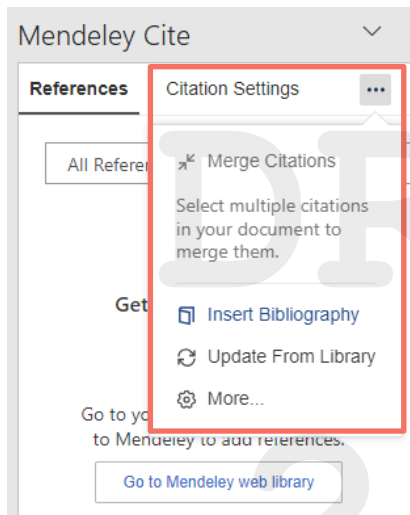 Mendeley Cite
References
Citation Settings
All Refere
Merge Citations
Select multiple citations
in your document to
merge them.
Get
Insert Bibliography
Update From Library
More...
Go to yo
to Mendeley to add references.
Go to Mendeley web library